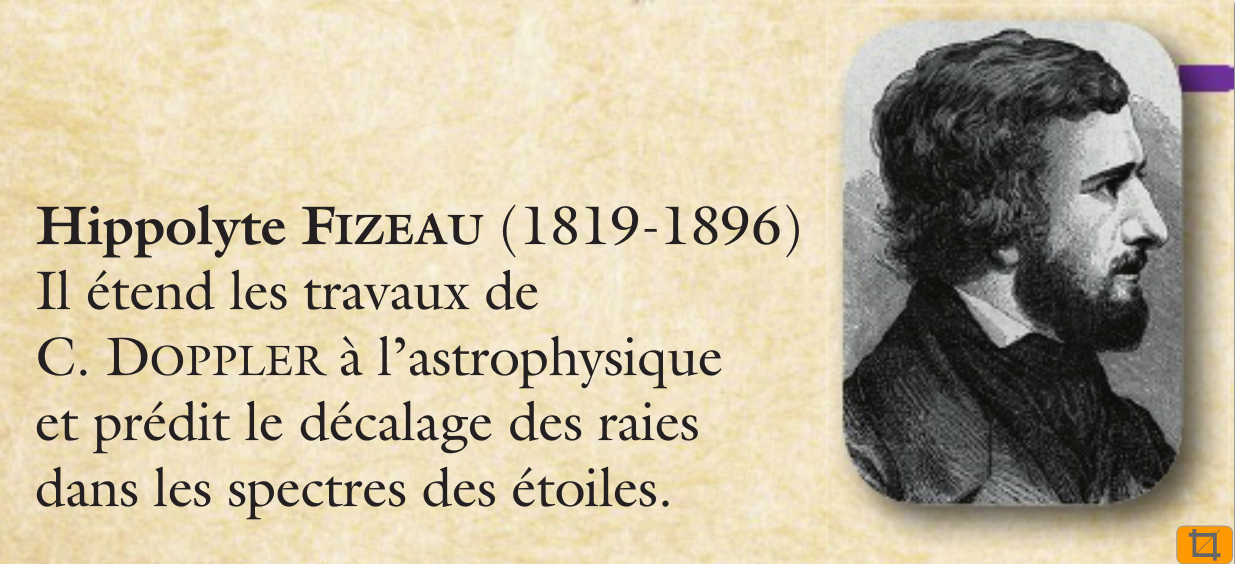 Hippolyte FIZEAU (1819-1896)
Il étend les travaux de
C. DOPPLER à l’astrophysique
et prédit le décalage des raies
dans les spectres des étoiles.